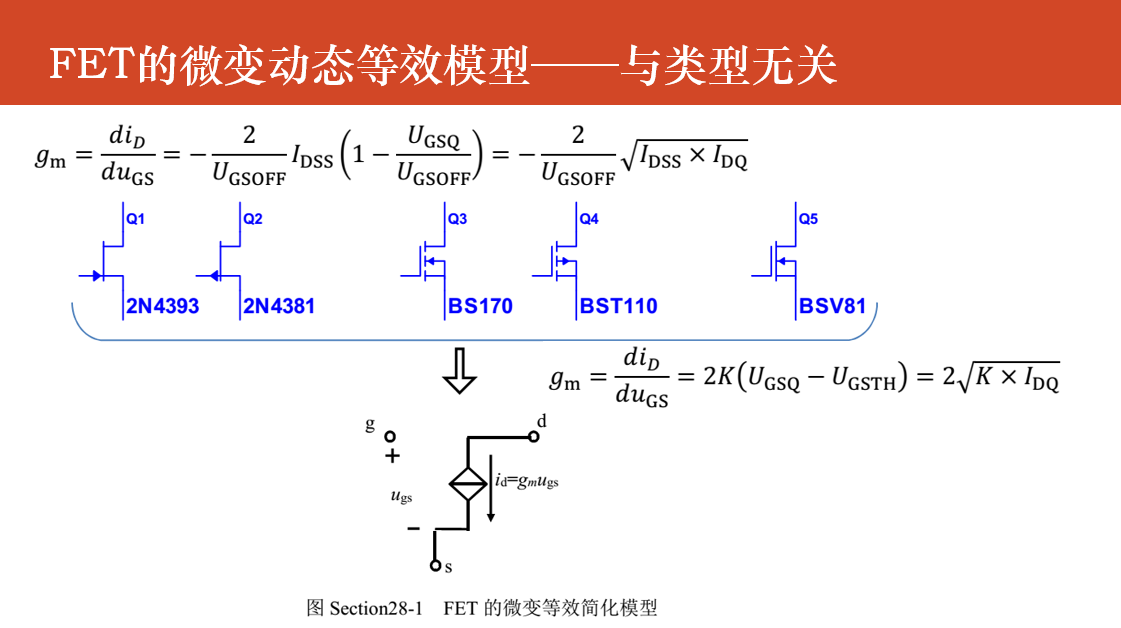 FET的微变动态等效模型——与类型无关
g_m = di_D/du_GS = −2/U_GSOFF I_DSS(1 − U_GSQ/U_GSOFF) = −2/U_GSOFF √(I_DSS × I_DQ)
Q1 Q2 Q3 Q4 Q5
2N4393 2N4381 BS170 BST110 BSV81
g_m = di_D/du_GS = 2K(U_GSQ − U_GSTH) = 2√(K × I_DQ)
g d
+
u_gs i_d=g_m u_gs
−
s
图 Section28-1 FET 的微变等效简化模型